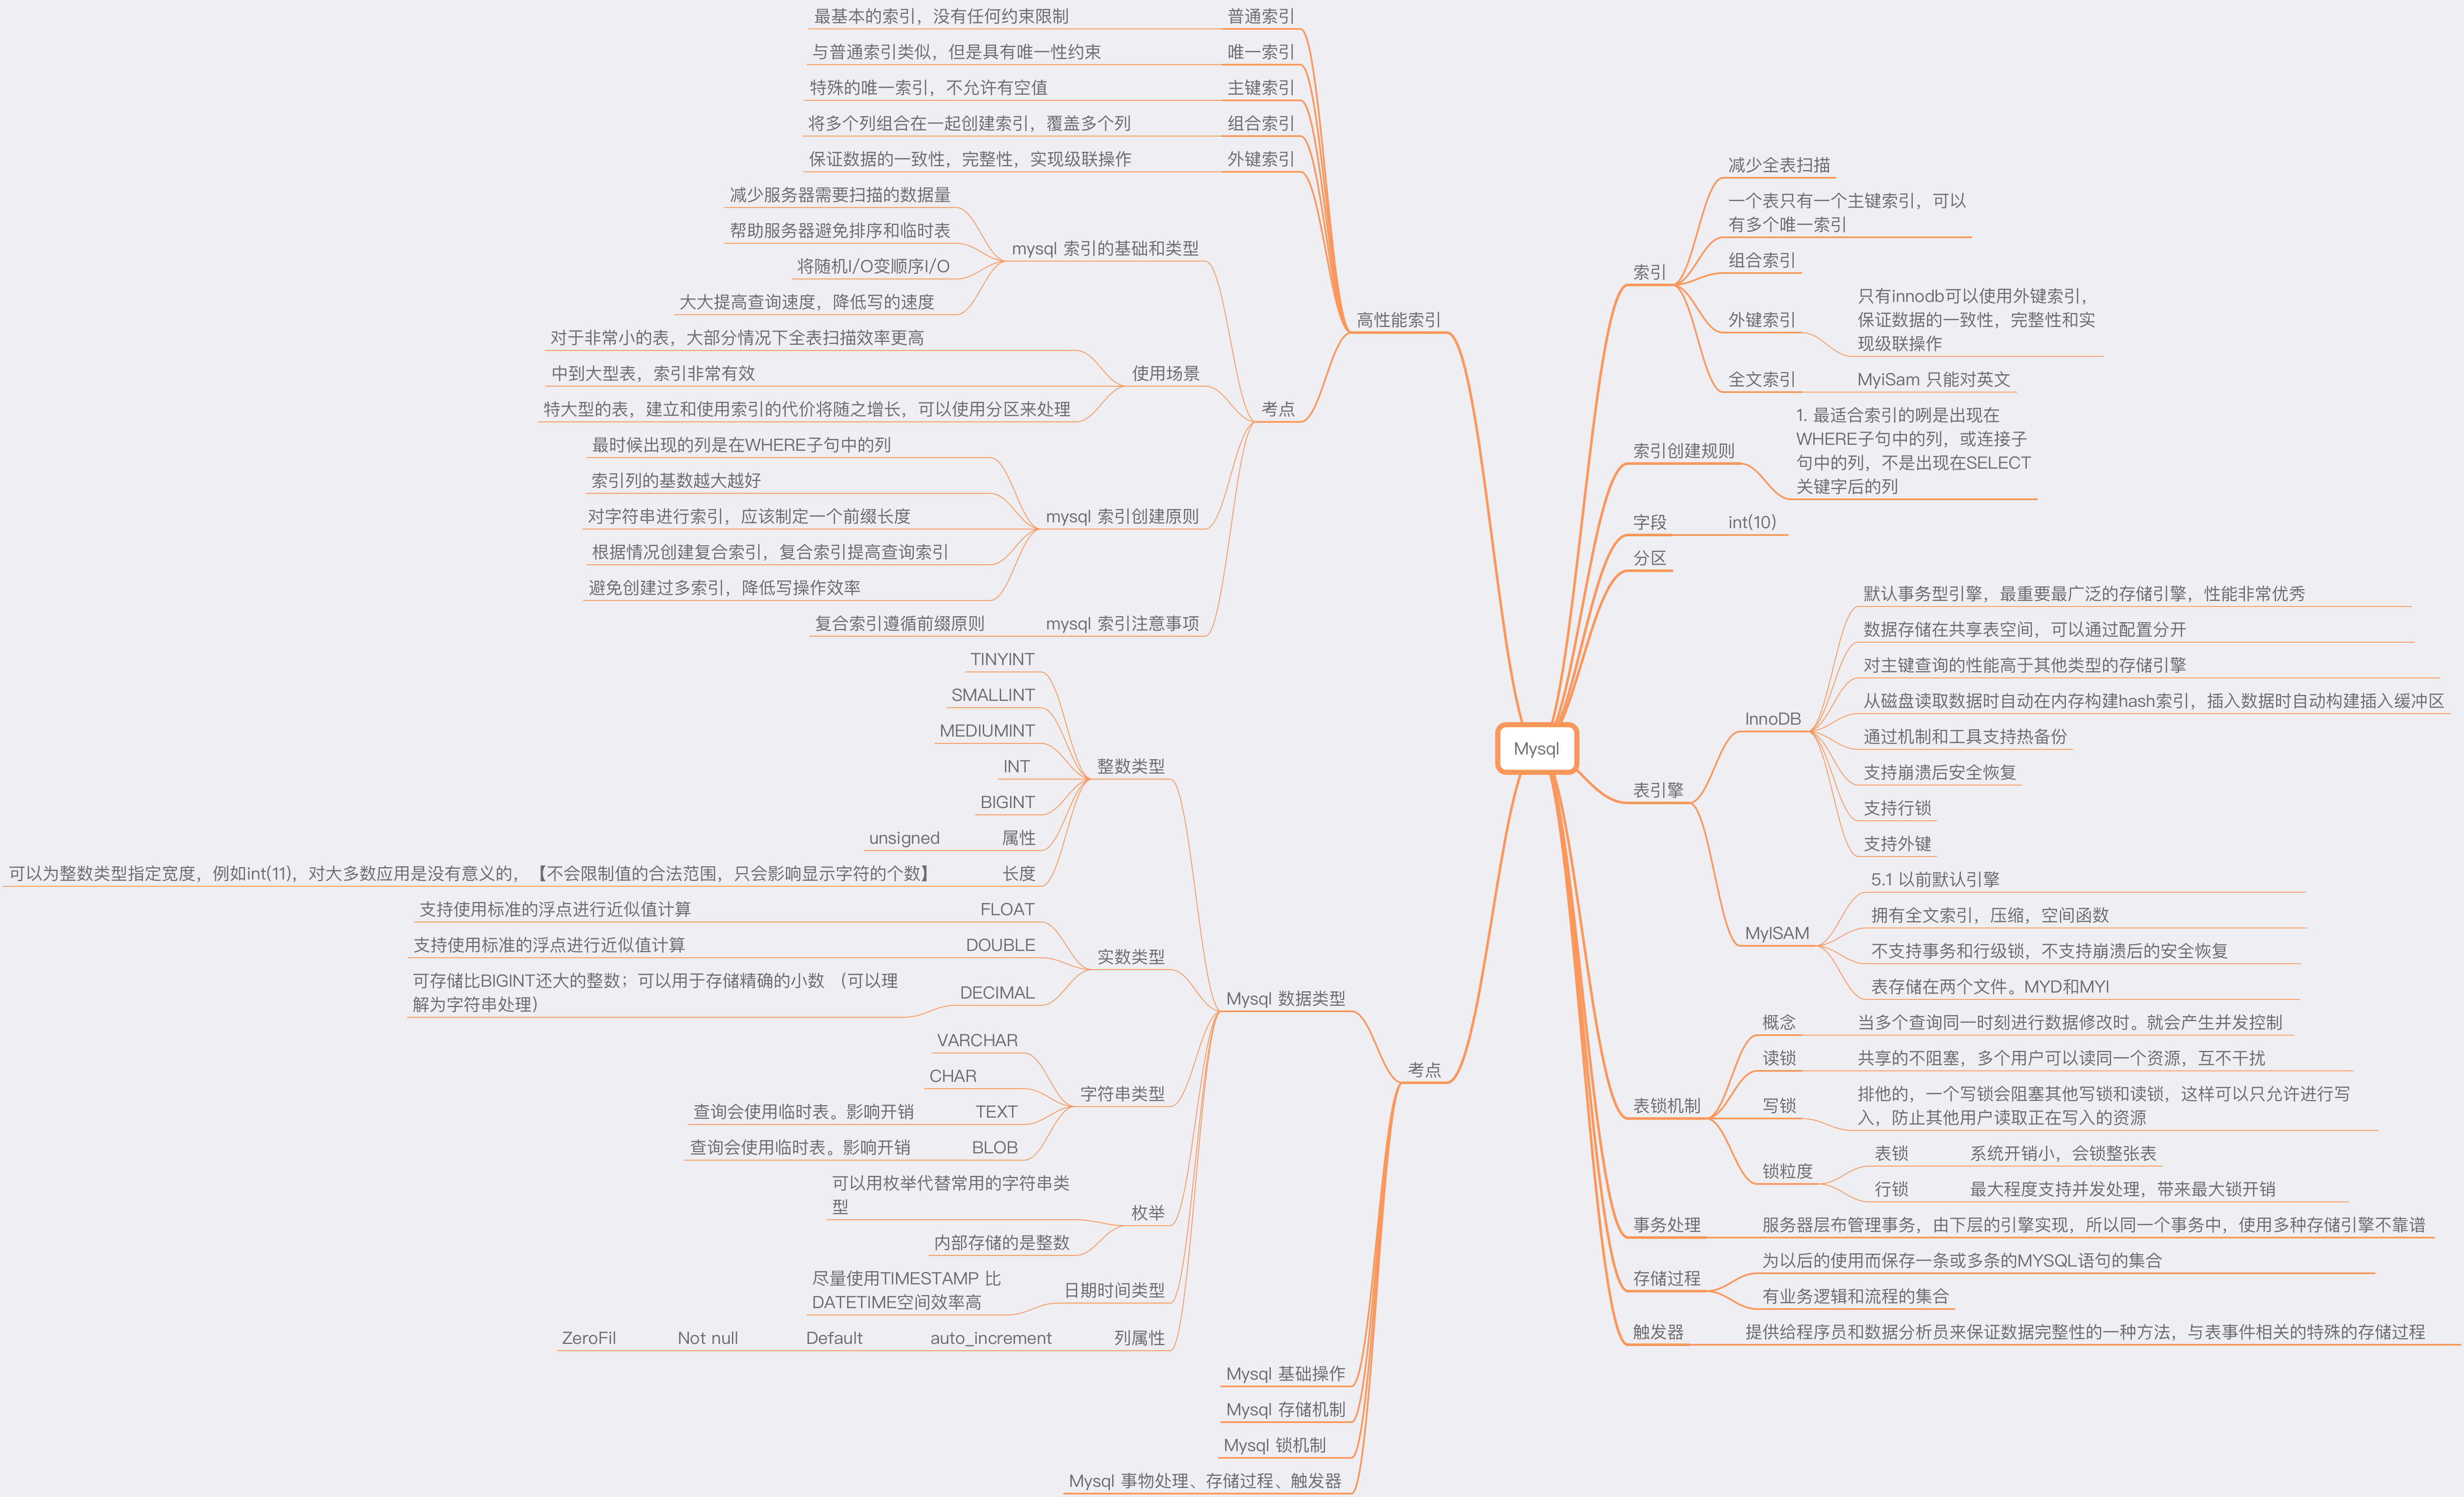 Mysql
索引
减少全表扫描
一个表只有一个主键索引，可以
有多个唯一索引
组合索引
外键索引
只有innodb可以使用外键索引，
保证数据的一致性，完整性和实
现级联操作
全文索引
MyiSam 只能对英文
索引创建规则
1. 最适合索引的咧是出现在
WHERE子句中的列，或连接子
句中的列，不是出现在SELECT
关键字后的列
字段
int(10)
分区
表引擎
InnoDB
默认事务型引擎，最重要最广泛的存储引擎，性能非常优秀
数据存储在共享表空间，可以通过配置分开
对主键查询的性能高于其他类型的存储引擎
从磁盘读取数据时自动在内存构建hash索引，插入数据时自动构建插入缓冲区
通过机制和工具支持热备份
支持崩溃后安全恢复
支持行锁
支持外键
MyISAM
5.1 以前默认引擎
拥有全文索引，压缩，空间函数
不支持事务和行级锁，不支持崩溃后的安全恢复
表存储在两个文件。MYD和MYI
表锁机制
概念
当多个查询同一时刻进行数据修改时。就会产生并发控制
读锁
共享的不阻塞，多个用户可以读同一个资源，互不干扰
写锁
排他的，一个写锁会阻塞其他写锁和读锁，这样可以只允许进行写
入，防止其他用户读取正在写入的资源
锁粒度
表锁
系统开销小，会锁整张表
行锁
最大程度支持并发处理，带来最大锁开销
事务处理
服务器层布管理事务，由下层的引擎实现，所以同一个事务中，使用多种存储引擎不靠谱
存储过程
为以后的使用而保存一条或多条的MYSQL语句的集合
有业务逻辑和流程的集合
触发器
提供给程序员和数据分析员来保证数据完整性的一种方法，与表事件相关的特殊的存储过程
高性能索引
普通索引
最基本的索引，没有任何约束限制
唯一索引
与普通索引类似，但是具有唯一性约束
主键索引
特殊的唯一索引，不允许有空值
组合索引
将多个列组合在一起创建索引，覆盖多个列
外键索引
保证数据的一致性，完整性，实现级联操作
考点
mysql 索引的基础和类型
减少服务器需要扫描的数据量
帮助服务器避免排序和临时表
将随机I/O变顺序I/O
大大提高查询速度，降低写的速度
使用场景
对于非常小的表，大部分情况下全表扫描效率更高
中到大型表，索引非常有效
特大型的表，建立和使用索引的代价将随之增长，可以使用分区来处理
mysql 索引创建原则
最时候出现的列是在WHERE子句中的列
索引列的基数越大越好
对字符串进行索引，应该制定一个前缀长度
根据情况创建复合索引，复合索引提高查询索引
避免创建过多索引，降低写操作效率
mysql 索引注意事项
复合索引遵循前缀原则
考点
Mysql 数据类型
整数类型
TINYINT
SMALLINT
MEDIUMINT
INT
BIGINT
属性
unsigned
长度
可以为整数类型指定宽度，例如int(11)，对大多数应用是没有意义的，【不会限制值的合法范围，只会影响显示字符的个数】
实数类型
FLOAT
支持使用标准的浮点进行近似值计算
DOUBLE
支持使用标准的浮点进行近似值计算
DECIMAL
可存储比BIGINT还大的整数；可以用于存储精确的小数 （可以理
解为字符串处理）
字符串类型
VARCHAR
CHAR
TEXT
查询会使用临时表。影响开销
BLOB
查询会使用临时表。影响开销
枚举
可以用枚举代替常用的字符串类
型
内部存储的是整数
日期时间类型
尽量使用TIMESTAMP 比
DATETIME空间效率高
列属性
auto_increment
Default
Not null
ZeroFil
Mysql 基础操作
Mysql 存储机制
Mysql 锁机制
Mysql 事物处理、存储过程、触发器